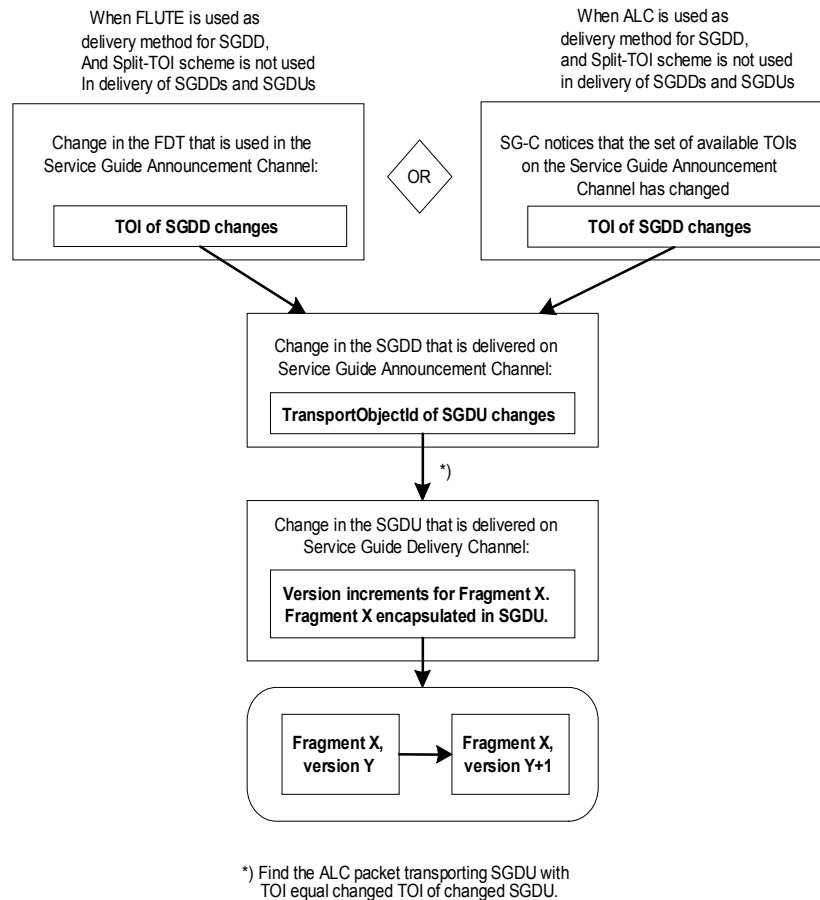 When FLUTE is used as
delivery method for SGDD,
And Split-TOI scheme is not used
In delivery of SGDDs and SGDUs
Change in the FDT that is used in the
Service Guide Announcement Channel:
TOI of SGDD changes
OR
When ALC is used as
delivery method for SGDD,
and Split-TOI scheme is not used
in delivery of SGDDs and SGDUs
SG-C notices that the set of available TOIs
on the Service Guide Announcement
Channel has changed
TOI of SGDD changes
Change in the SGDD that is delivered on
Service Guide Announcement Channel:
TransportObjectId of SGDU changes
*)
Change in the SGDU that is delivered on
Service Guide Delivery Channel:
Version increments for Fragment X.
Fragment X encapsulated in SGDU.
Fragment X,
version Y
Fragment X,
version Y+1
*) Find the ALC packet transporting SGDU with
TOI equal changed TOI of changed SGDU.